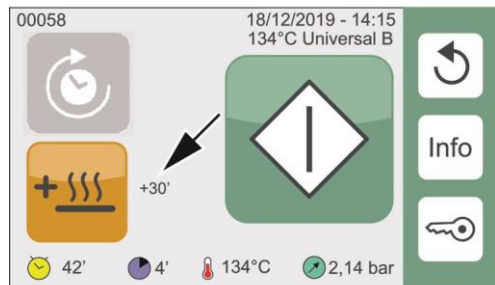 00058
18/12/2019 - 14:15
134°C Universal B
+30'
Info
42'
4'
134°C
2,14 bar